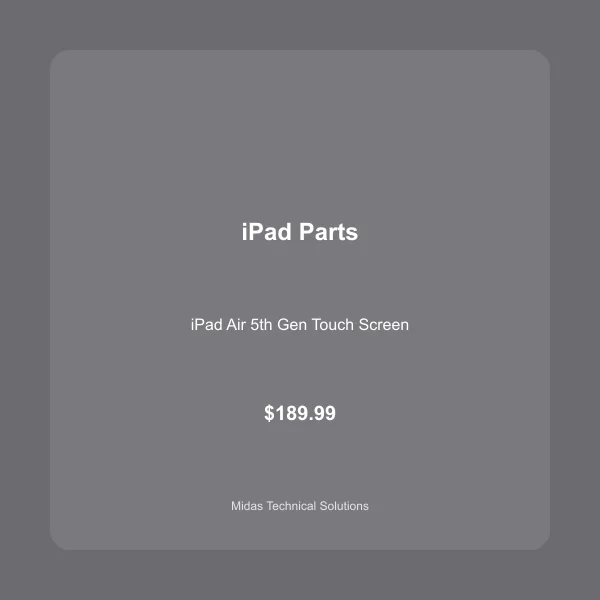 iPad Parts
iPad Air 5th Gen Touch Screen
$189.99
Midas Technical Solutions